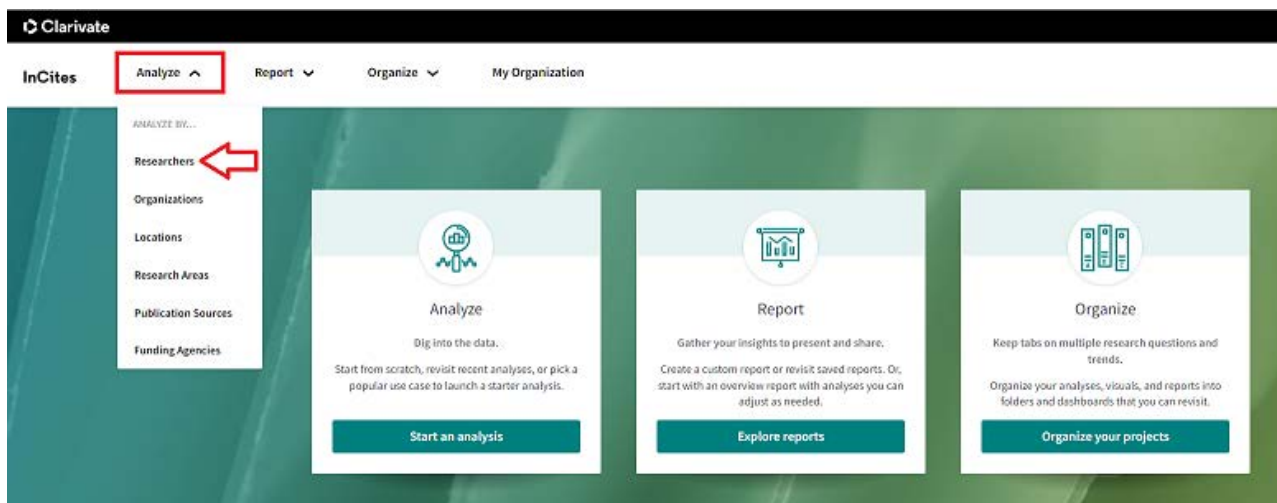 Clarivate
InCites
Analyze
Report
Organize
My Organization
ANALYZE BY...
Researchers
Organizations
Locations
Research Areas
Publication Sources
Funding Agencies
Analyze
Dig into the data.
Start from scratch, revisit recent analyses, or pick a
popular use case to launch a starter analysis.
Start an analysis
Report
Gather your insights to present and share.
Create a custom report or revisit saved reports. Or,
start with an overview report with analyses you can
adjust as needed.
Explore reports
Organize
Keep tabs on multiple research questions and
trends.
Organize your analyses, visuals, and reports into
folders and dashboards that you can revisit.
Organize your projects